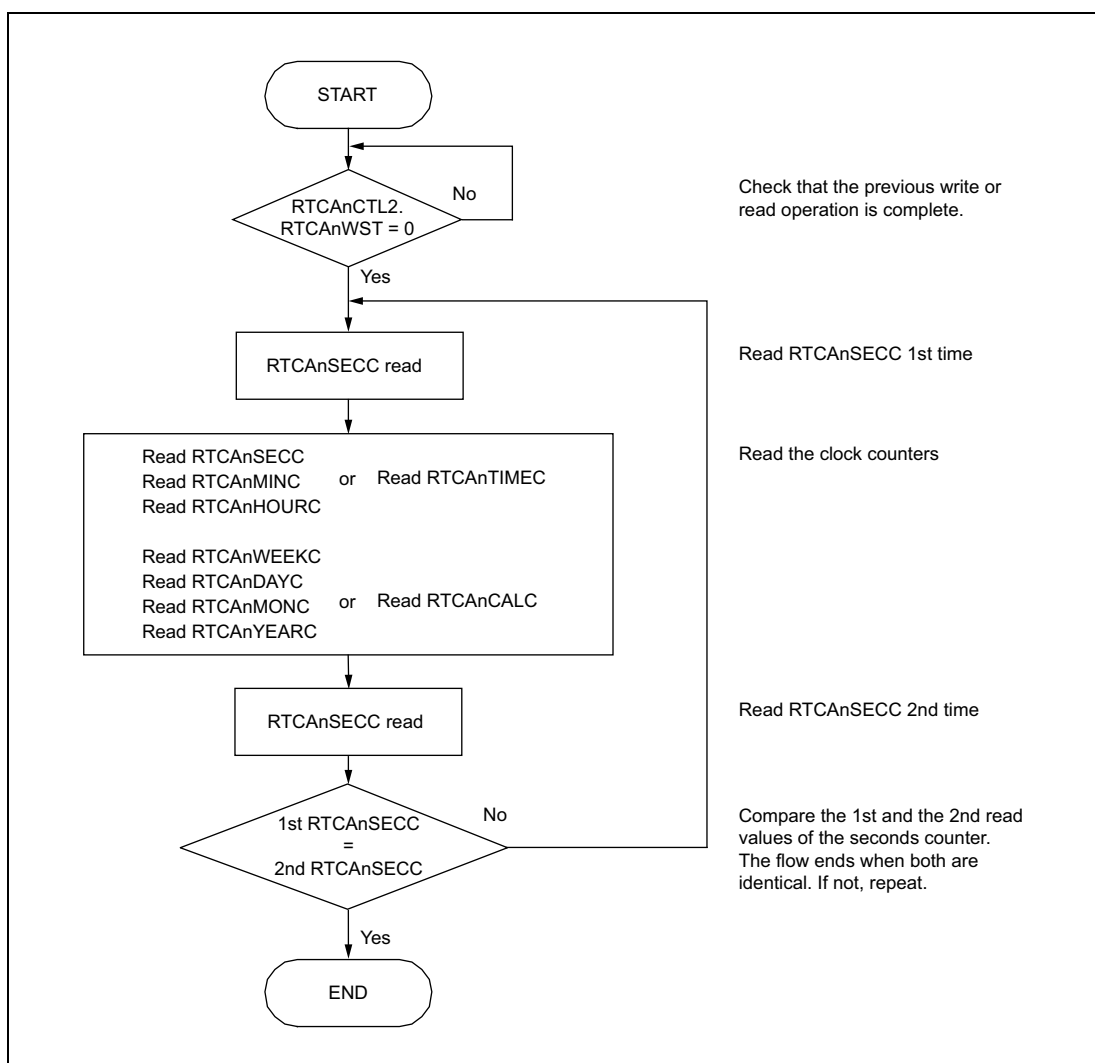 START
No
RTCAnCTL2.
RTCAnWST = 0
Check that the previous write or
read operation is complete.
Yes
RTCAnSECC read
Read RTCAnSECC 1st time
Read RTCAnSECC
Read RTCAnMINC or Read RTCAnTIMEC
Read RTCAnHOURC
Read the clock counters
Read RTCAnWEEKC
Read RTCAnDAYC
Read RTCAnMONC or Read RTCAnCALC
Read RTCAnYEARC
RTCAnSECC read
Read RTCAnSECC 2nd time
No
1st RTCAnSECC
=
2nd RTCAnSECC
Compare the 1st and the 2nd read
values of the seconds counter.
The flow ends when both are
identical. If not, repeat.
Yes
END